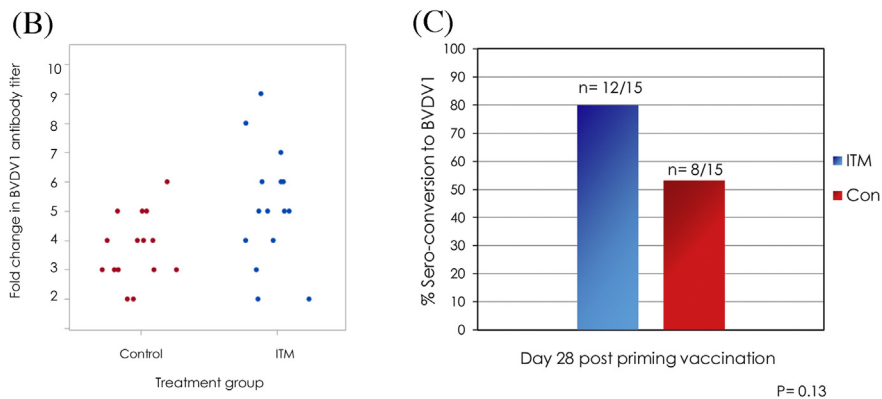 (B)
Fold change in BVDV1 antibody titer
10
9
8
7
6
5
4
3
2
Control
ITM
Treatment group
(C)
% Sero-conversion to BVDV1
100
90
80
70
60
50
40
30
20
10
0
n= 12/15
n= 8/15
ITM
Con
Day 28 post priming vaccination
P= 0.13